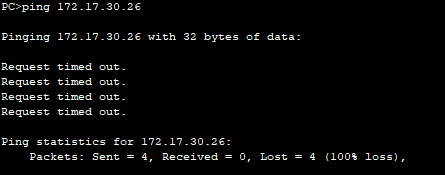 PC>ping 172.17.30.26
Pinging 172.17.30.26 with 32 bytes of data:
Request timed out.
Request timed out.
Request timed out.
Request timed out.
Ping statistics for 172.17.30.26:
    Packets: Sent = 4, Received = 0, Lost = 4 (100% loss),